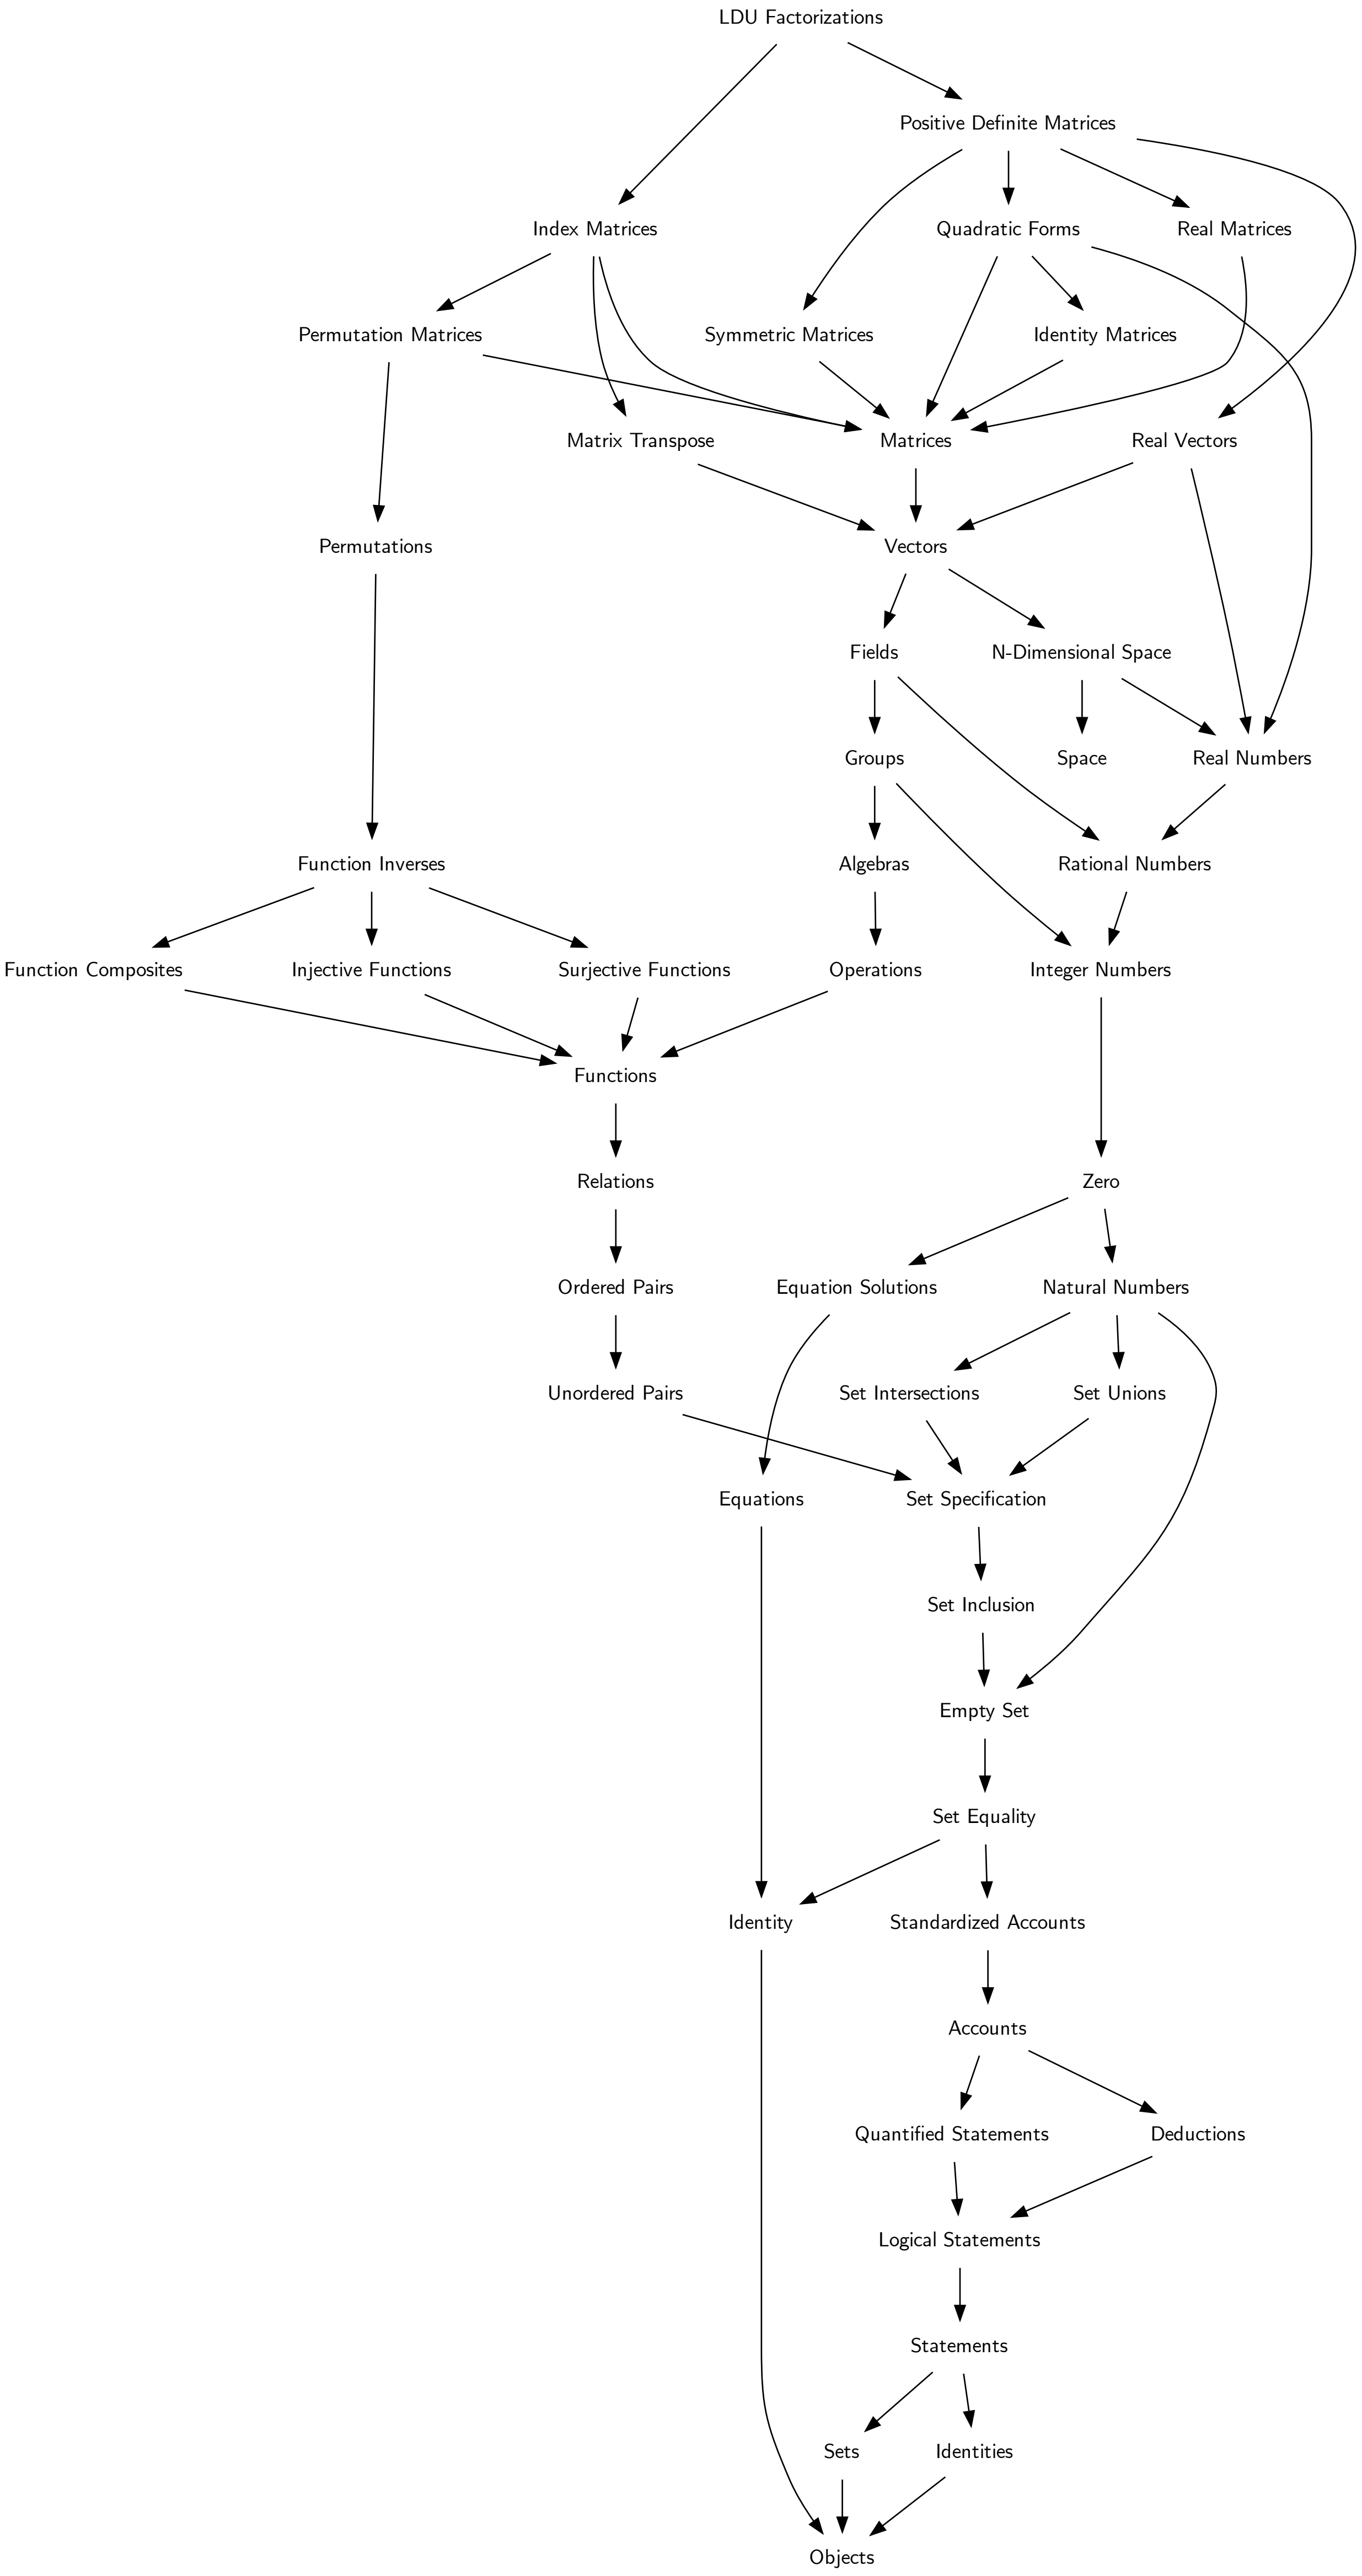 LDU Factorizations
Positive Definite Matrices
Index Matrices
Quadratic Forms
Real Matrices
Permutation Matrices
Symmetric Matrices
Identity Matrices
Matrix Transpose
Matrices
Real Vectors
Permutations
Vectors
Fields
N-Dimensional Space
Groups
Space
Real Numbers
Function Inverses
Algebras
Rational Numbers
Function Composites
Injective Functions
Surjective Functions
Operations
Integer Numbers
Functions
Relations
Zero
Ordered Pairs
Equation Solutions
Natural Numbers
Unordered Pairs
Set Intersections
Set Unions
Equations
Set Specification
Set Inclusion
Empty Set
Set Equality
Identity
Standardized Accounts
Accounts
Quantified Statements
Deductions
Logical Statements
Statements
Sets
Identities
Objects